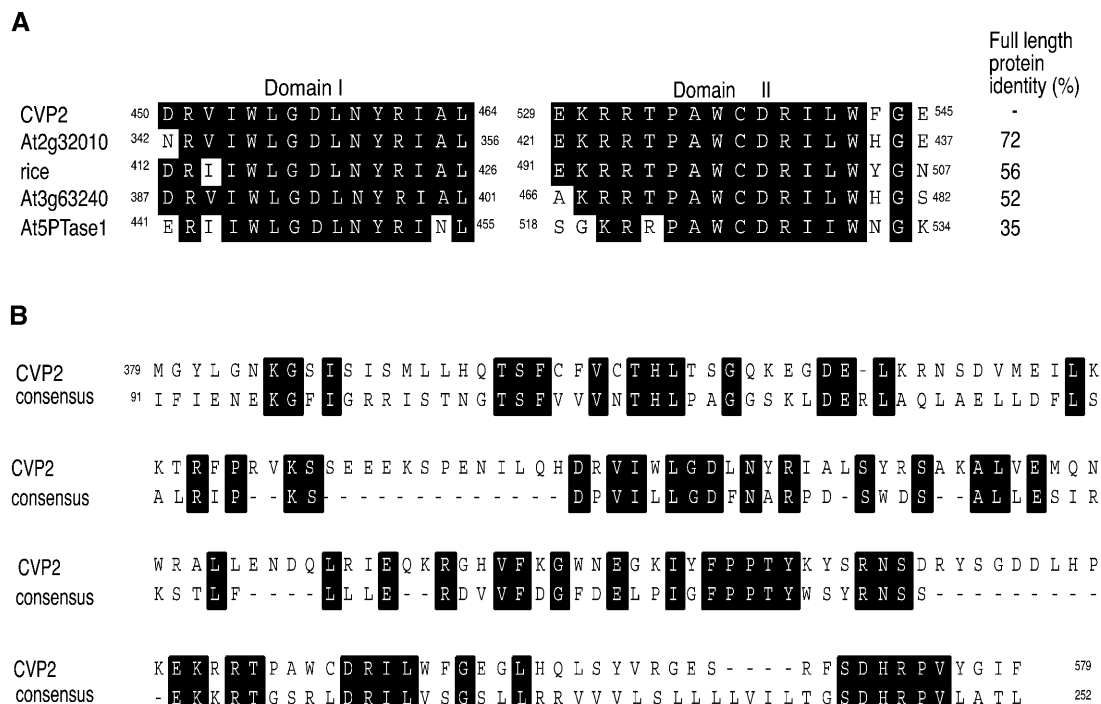 A
Full length
protein
identity (%)
Domain I Domain II
CVP2 450 D R V I W L G D L N Y R I A L 464 529 E K R R T P A W C D R I L W F G E 545 -
At2g32010 342 N R V I W L G D L N Y R I A L 356 421 E K R R T P A W C D R I L W H G E 437 72
rice 412 D R I I W L G D L N Y R I A L 426 491 E K R R T P A W C D R I L W Y G N 507 56
At3g63240 387 D R V I W L G D L N Y R I A L 401 466 A K R R T P A W C D R I L W H G S 482 52
At5PTase1 441 E R I I W L G D L N Y R I N L 455 518 S G K R R P A W C D R I I W N G K 534 35
B
CVP2 379 M G Y L G N K G S I S I S M L L H Q T S F C F V C T H L T S G Q K E G D E - L K R N S D V M E I L K
consensus 91 I F I E N E K G F I G R R I S T N G T S F V V V N T H L P A G G S K L D E R L A Q L A E L L D F L S
CVP2 K T R F P R V K S S E E E K S P E N I L Q H D R V I W L G D L N Y R I A L S Y R S A K A L V E M Q N
consensus A L R I P - - K S - - - - - - - - - - - - - D P V I L L G D F N A R P D - S W D S - - A L L E S I R
CVP2 W R A L L E N D Q L R I E Q K R G H V F K G W N E G K I Y F P P T Y K Y S R N S D R Y S G D D L H P
consensus K S T L F - - - - L L L E - - R D V V F D G F D E L P I G F P P T Y W S Y R N S S - - - - - - - - -
CVP2 K E K R R T P A W C D R I L W F G E G L H Q L S Y V R G E S - - - - R F S D H R P V Y G I F 579
consensus - E K K R T G S R L D R I L V S G S L L R R V V V L S L L L L V I L T G S D H R P V L A T L 252